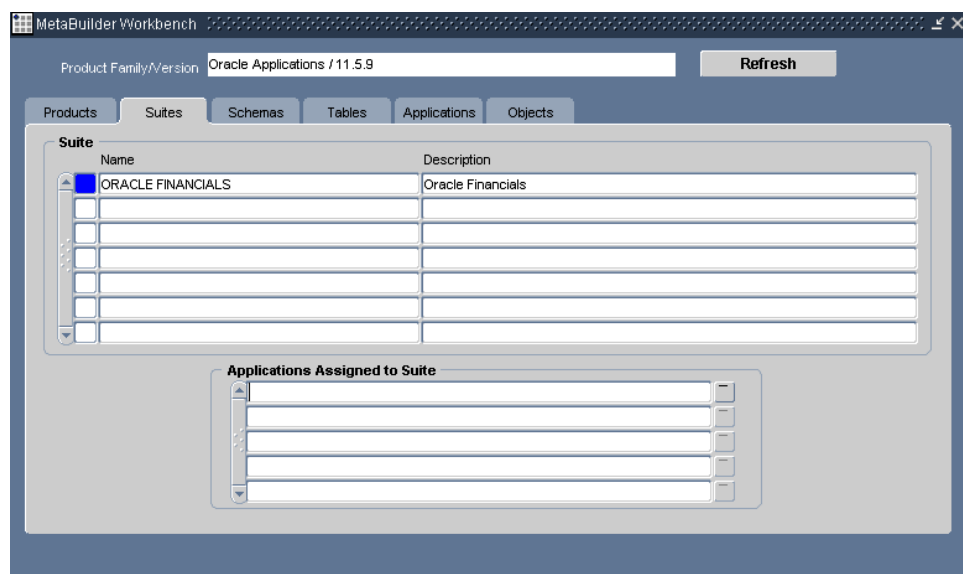 MetaBuilder Workbench
Product Family/Version Oracle Applications / 11.5.9 Refresh
Products Suites Schemas Tables Applications Objects
Suite
Name Description
ORACLE FINANCIALS Oracle Financials
Applications Assigned to Suite